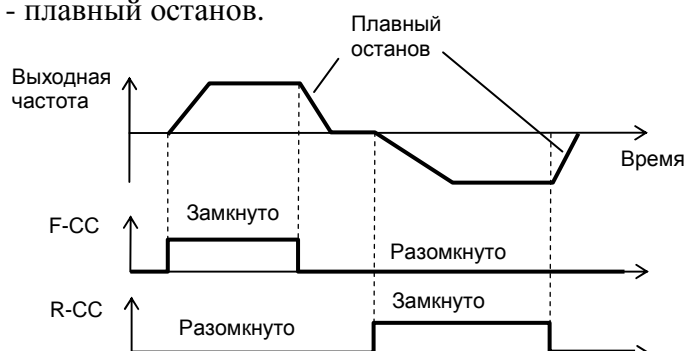 - плавный останов.
Плавный
останов
Выходная
частота
Время
F-CC
Замкнуто
Разомкнуто
R-CC
Замкнуто
Разомкнуто